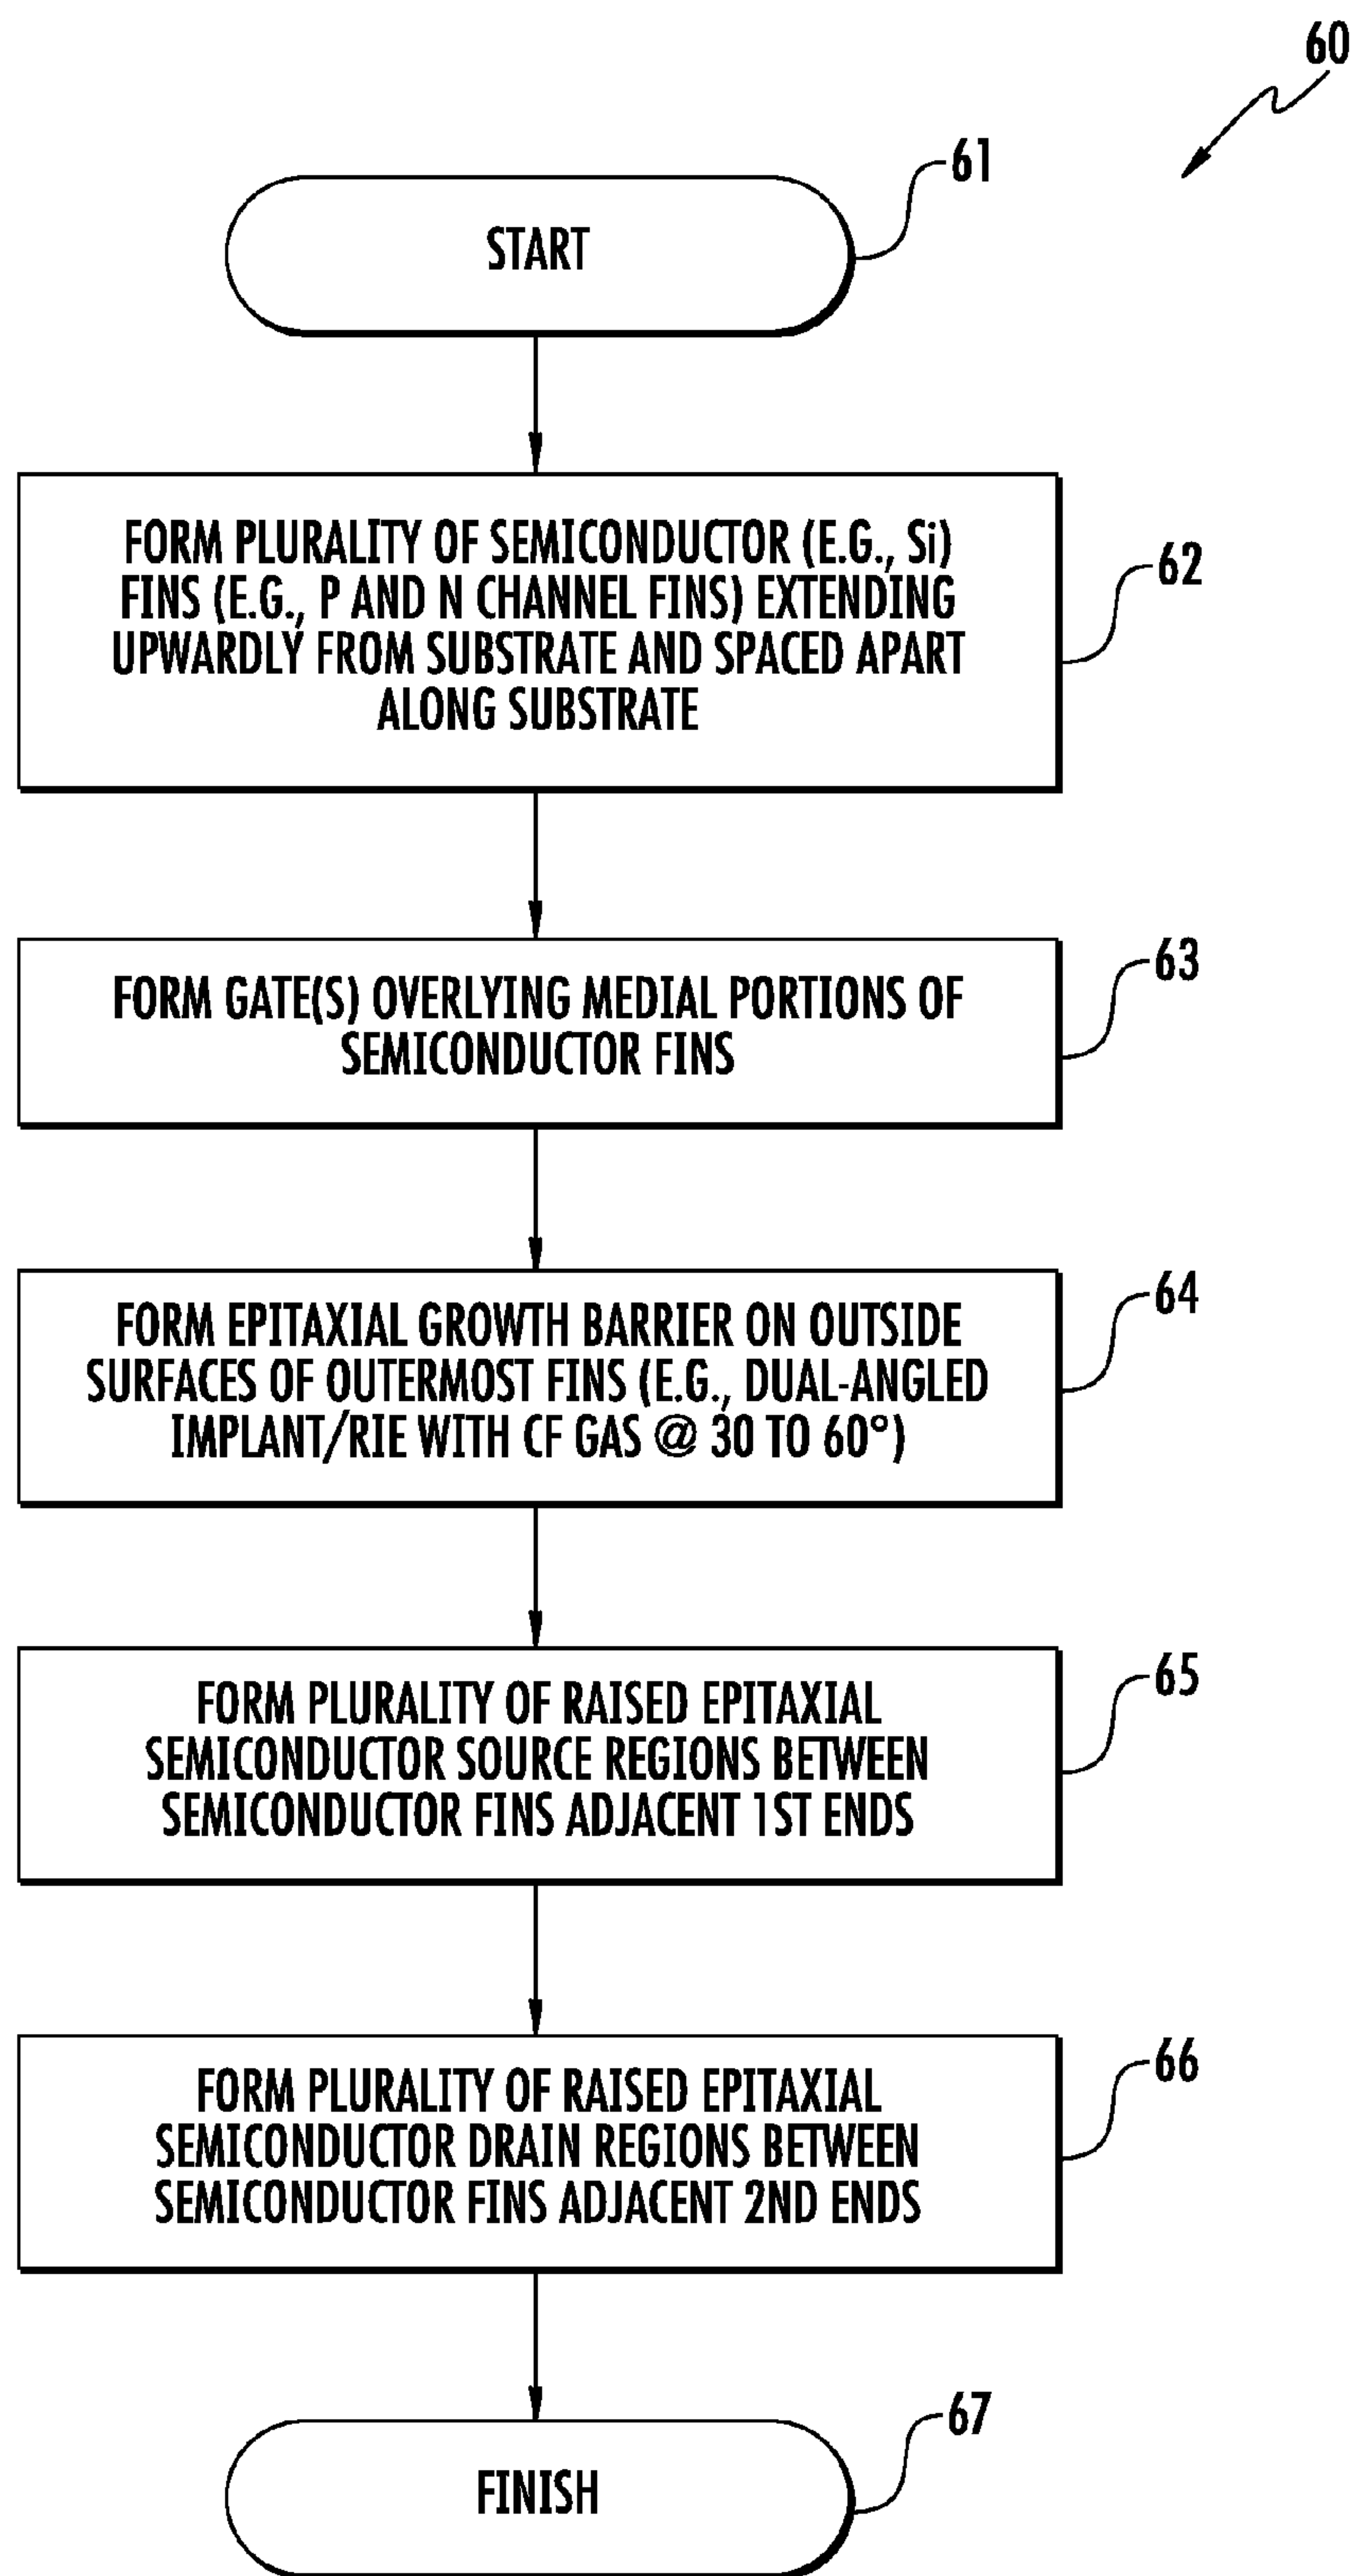 60
61
START
FORM PLURALITY OF SEMICONDUCTOR (E.G., Si)
FINS (E.G., P AND N CHANNEL FINS) EXTENDING
UPWARDLY FROM SUBSTRATE AND SPACED APART
ALONG SUBSTRATE
62
FORM GATE(S) OVERLYING MEDIAL PORTIONS OF
SEMICONDUCTOR FINS
63
FORM EPITAXIAL GROWTH BARRIER ON OUTSIDE
SURFACES OF OUTERMOST FINS (E.G., DUAL-ANGLED
IMPLANT/RIE WITH CF GAS @ 30 TO 60°)
64
FORM PLURALITY OF RAISED EPITAXIAL
SEMICONDUCTOR SOURCE REGIONS BETWEEN
SEMICONDUCTOR FINS ADJACENT 1ST ENDS
65
FORM PLURALITY OF RAISED EPITAXIAL
SEMICONDUCTOR DRAIN REGIONS BETWEEN
SEMICONDUCTOR FINS ADJACENT 2ND ENDS
66
67
FINISH